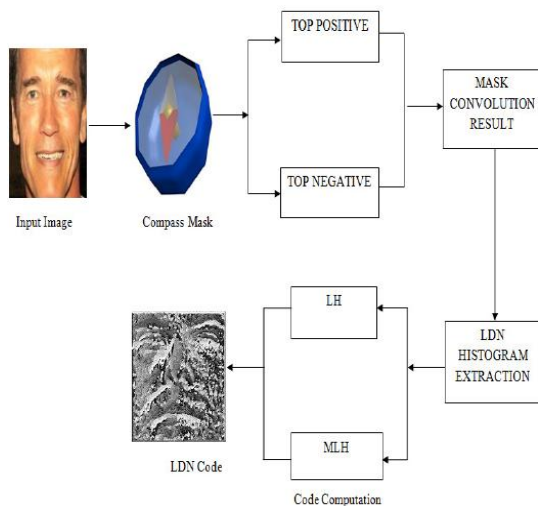 TOP POSITIVE
MASK
CONVOLUTION
RESULT
TOP NEGATIVE
Input Image
Compass Mask
LH
LDN
HISTOGRAM
EXTRACTION
MLH
LDN Code
Code Computation